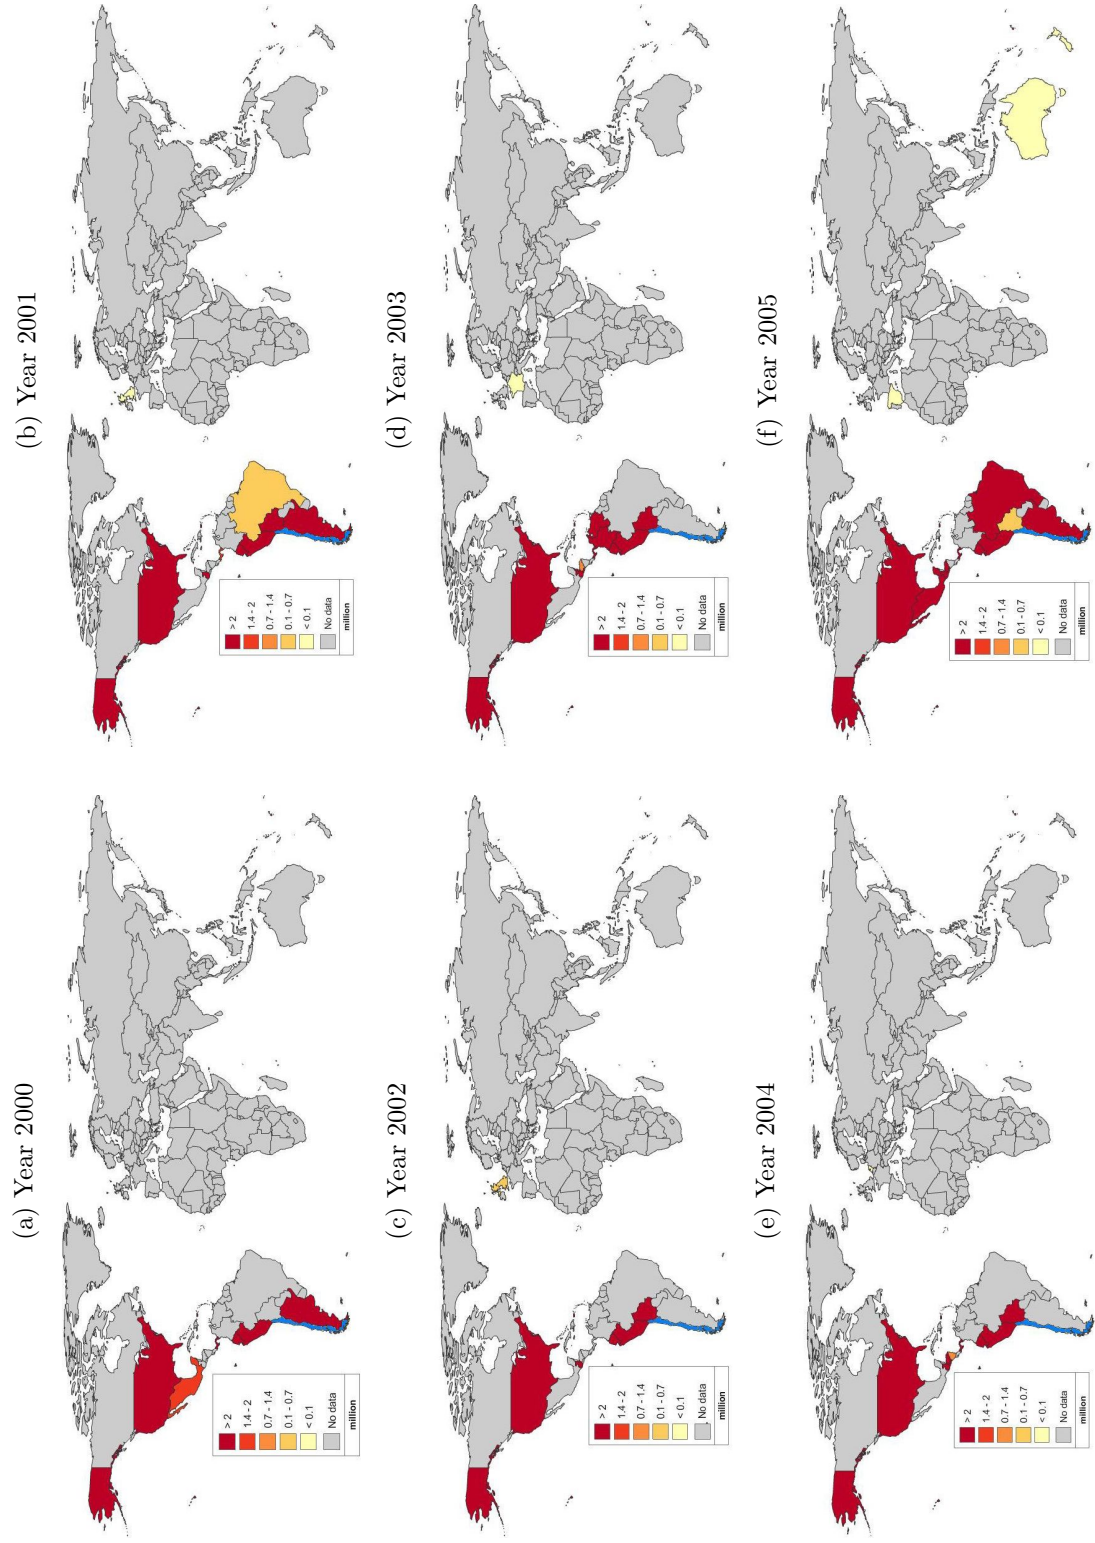 (a) Year 2000
> 2
1.4 - 2
0.7 - 1.4
0.1 - 0.7
< 0.1
No data
million
(b) Year 2001
> 2
1.4 - 2
0.7 - 1.4
0.1 - 0.7
< 0.1
No data
million
(c) Year 2002
> 2
1.4 - 2
0.7 - 1.4
0.1 - 0.7
< 0.1
No data
million
(d) Year 2003
> 2
1.4 - 2
0.7 - 1.4
0.1 - 0.7
< 0.1
No data
million
(e) Year 2004
> 2
1.4 - 2
0.7 - 1.4
0.1 - 0.7
< 0.1
No data
million
(f) Year 2005
> 2
1.4 - 2
0.7 - 1.4
0.1 - 0.7
< 0.1
No data
million